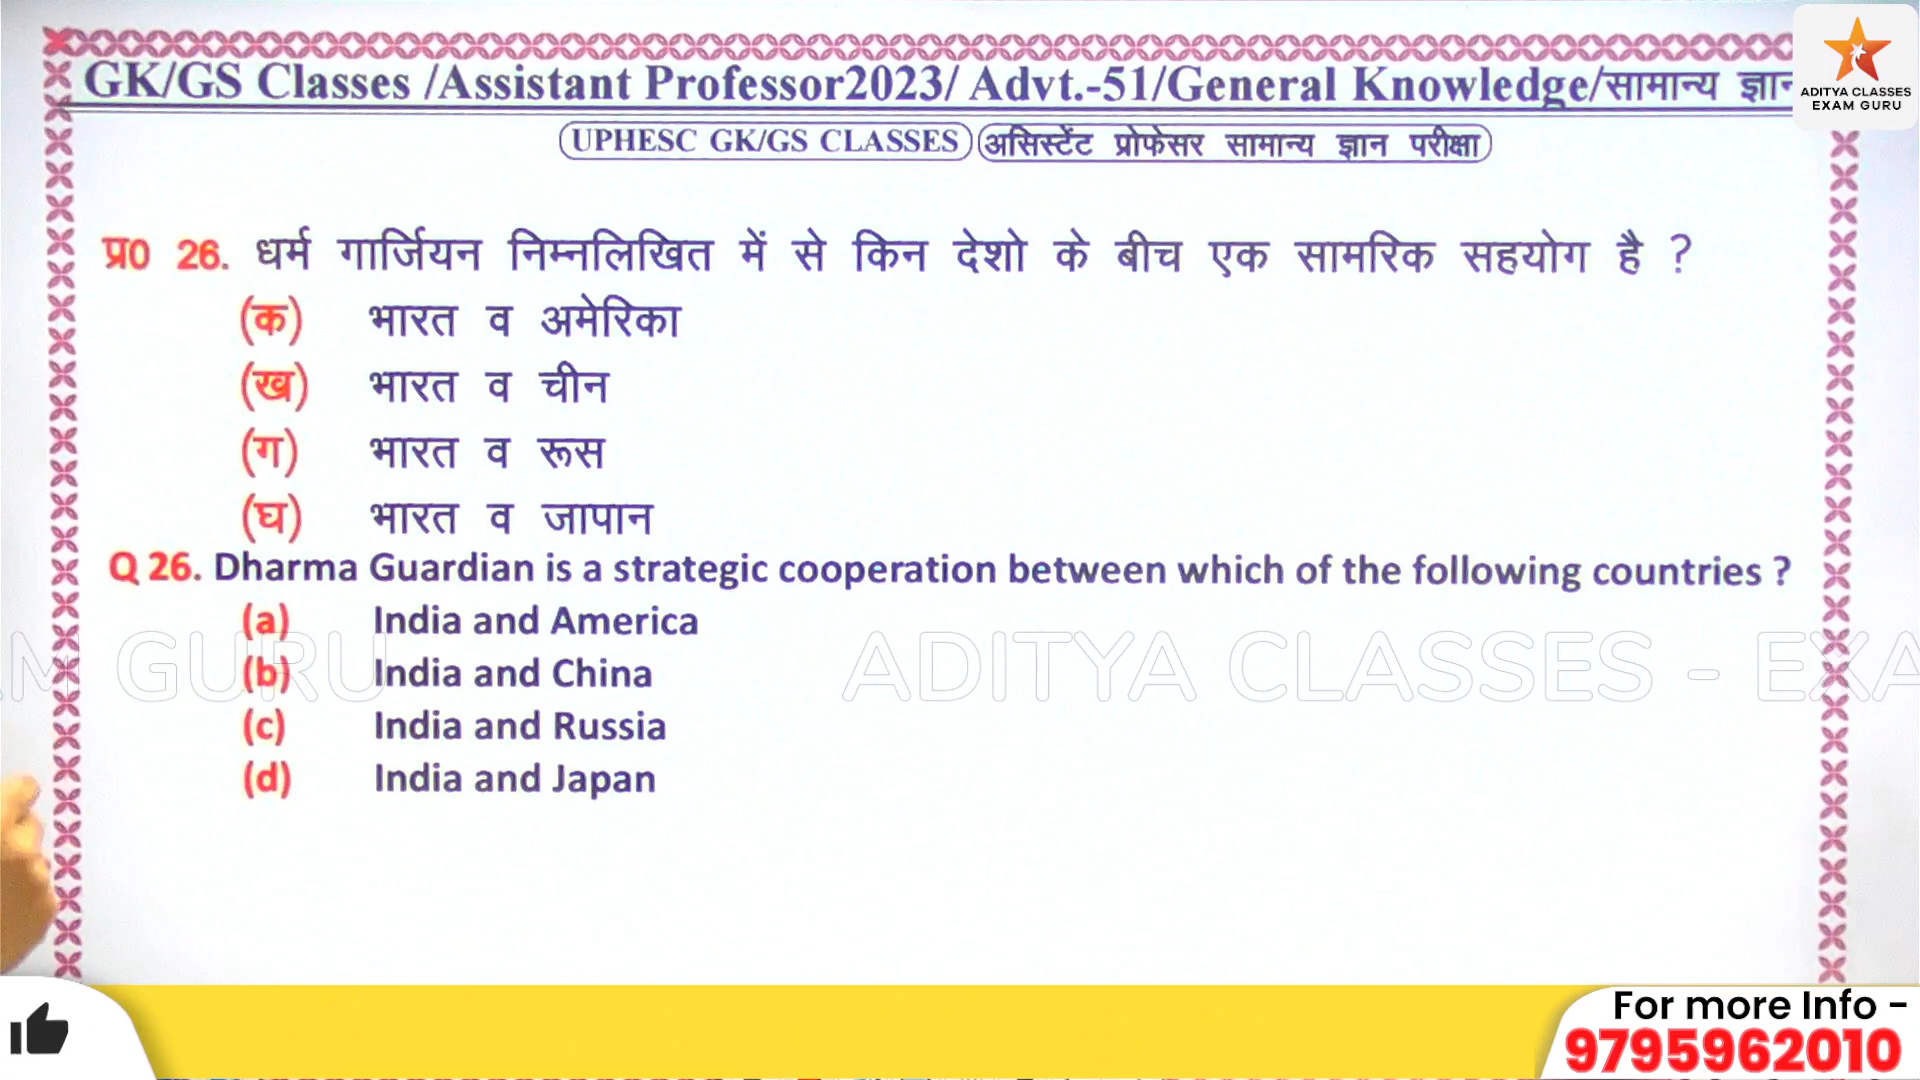 GK/GS Classes /Assistant Professor2023/ Advt.-51/General Knowledge/सामान्य ज्ञान
ADITYA CLASSES
EXAM GURU
UPHESC GK/GS CLASSES असिस्टेंट प्रोफेसर सामान्य ज्ञान परीक्षा
प्र0 26. धर्म गार्जियन निम्नलिखित में से किन देशो के बीच एक सामरिक सहयोग है ?
(क) भारत व अमेरिका
(ख) भारत व चीन
(ग) भारत व रूस
(घ) भारत व जापान
Q 26. Dharma Guardian is a strategic cooperation between which of the following countries ?
(a) India and America
M GURU ADITYA CLASSES - EXA
(b) India and China
(c) India and Russia
(d) India and Japan
For more Info -
9795962010